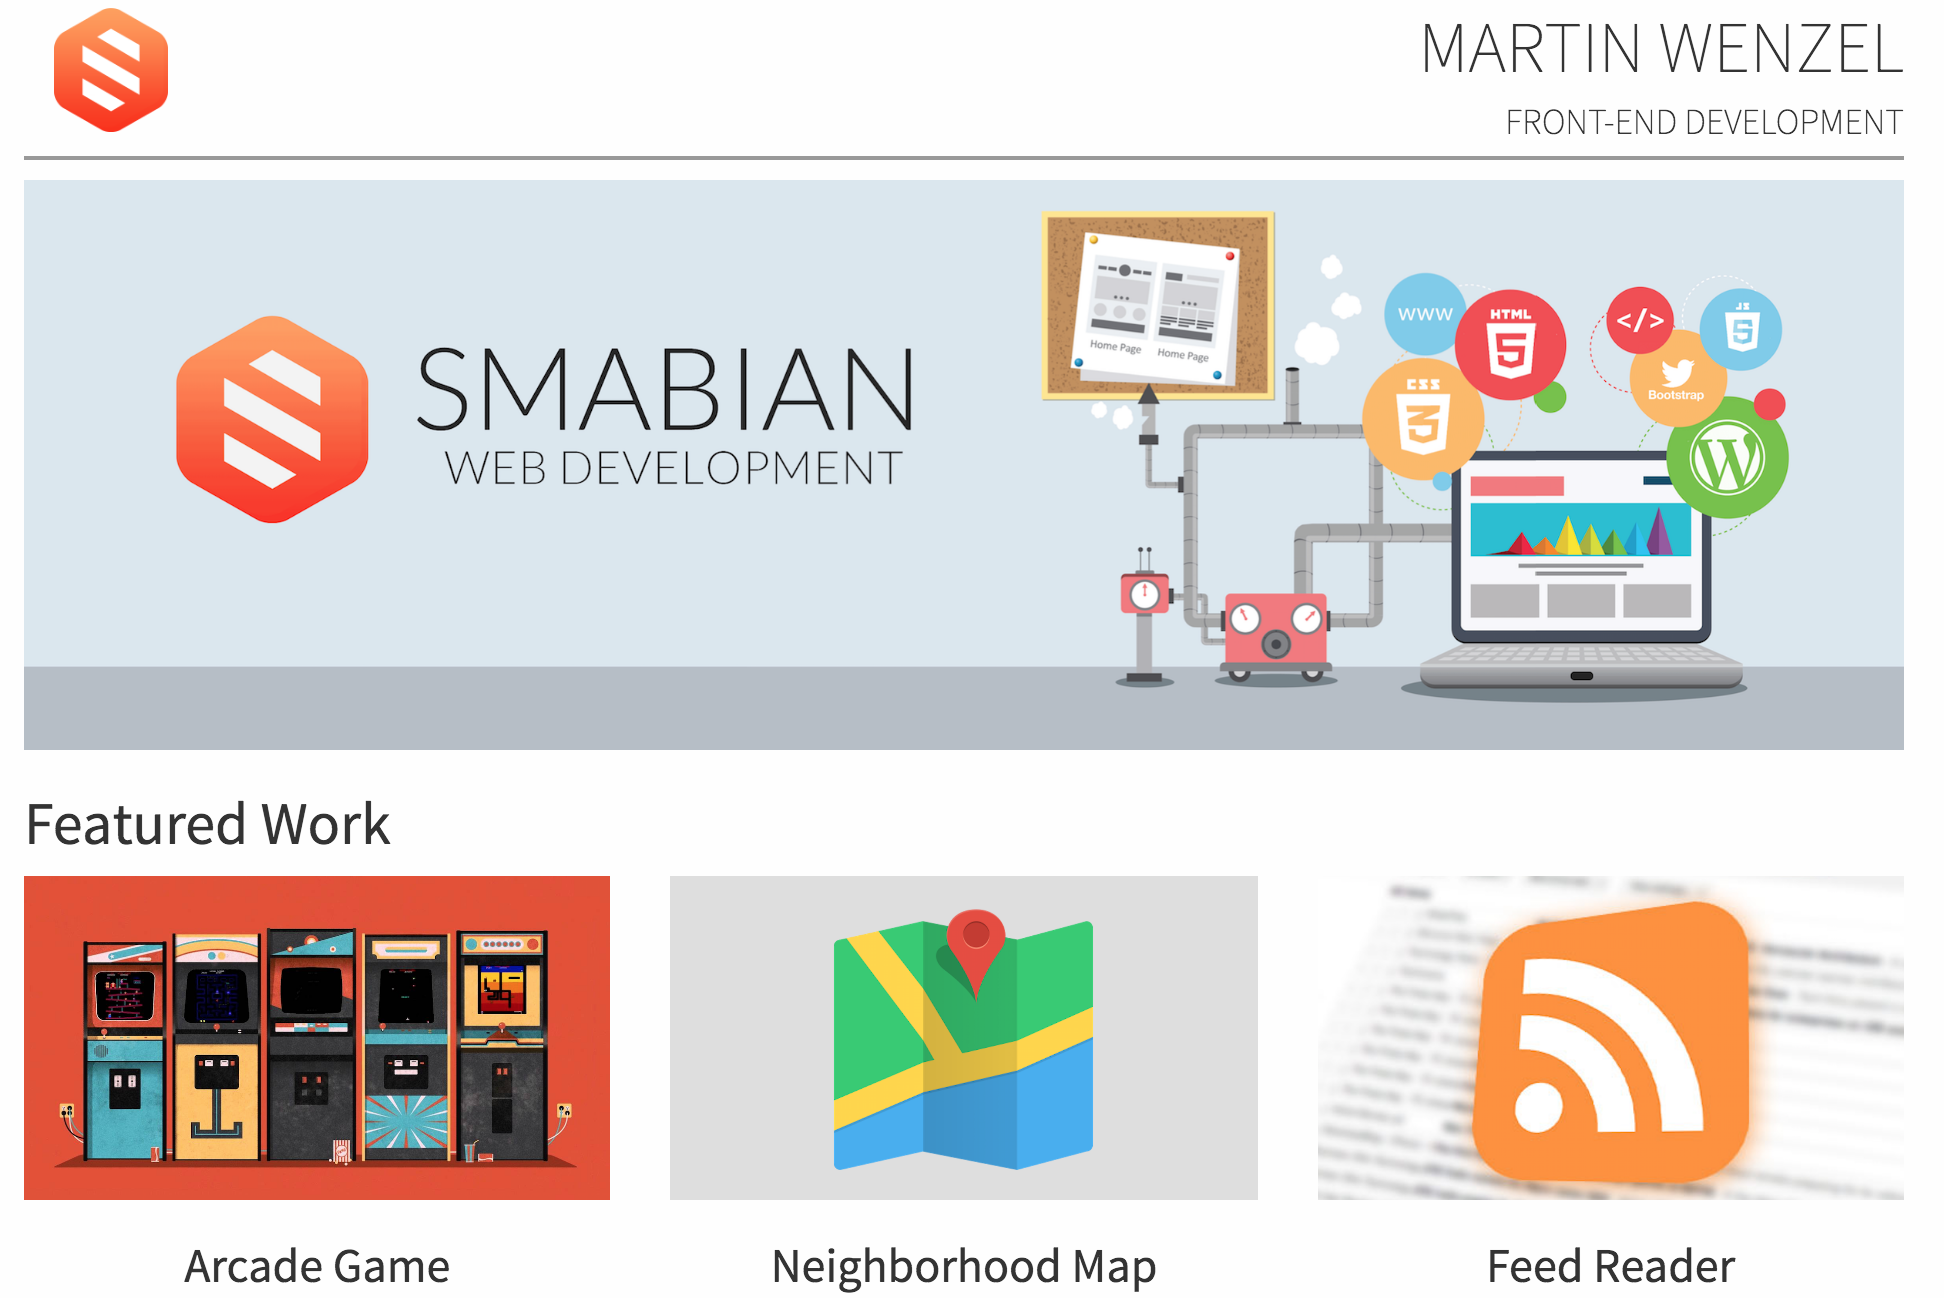 MARTIN WENZEL
FRONT-END DEVELOPMENT
SMABIAN
WEB DEVELOPMENT
Home Page
Home Page
WWW
HTML
5
CSS
3
</>
JS
5
Bootstrap
W
Featured Work
Arcade Game
Neighborhood Map
Feed Reader